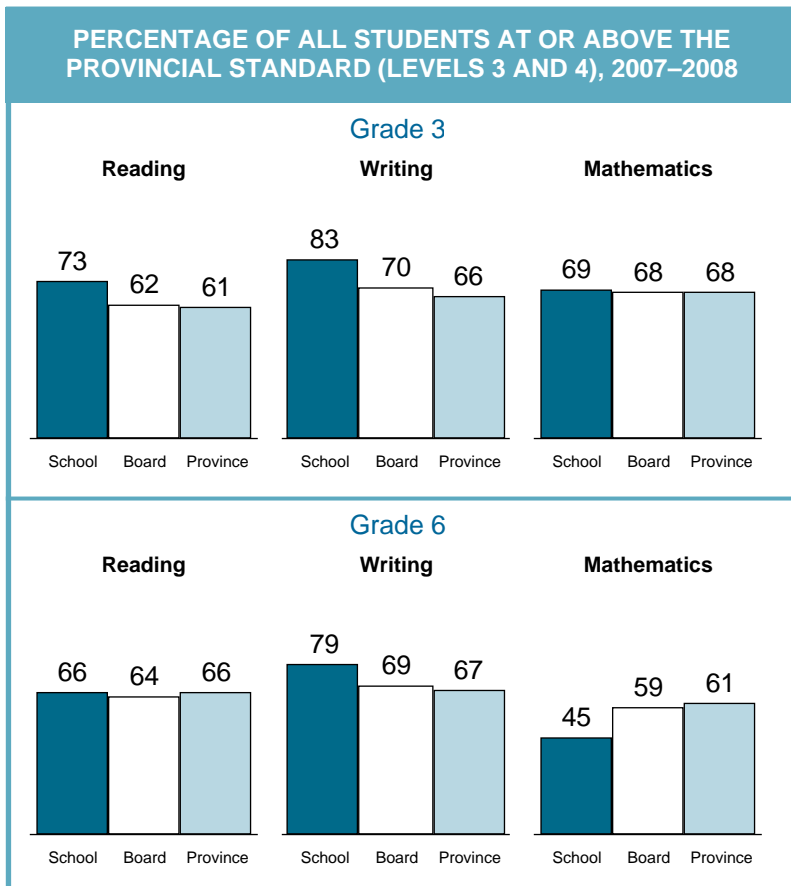 PERCENTAGE OF ALL STUDENTS AT OR ABOVE THE
PROVINCIAL STANDARD (LEVELS 3 AND 4), 2007–2008
Grade 3
Reading Writing Mathematics
73 62 61 83 70 66 69 68 68
School Board Province School Board Province School Board Province
Grade 6
Reading Writing Mathematics
66 64 66 79 69 67 45 59 61
School Board Province School Board Province School Board Province